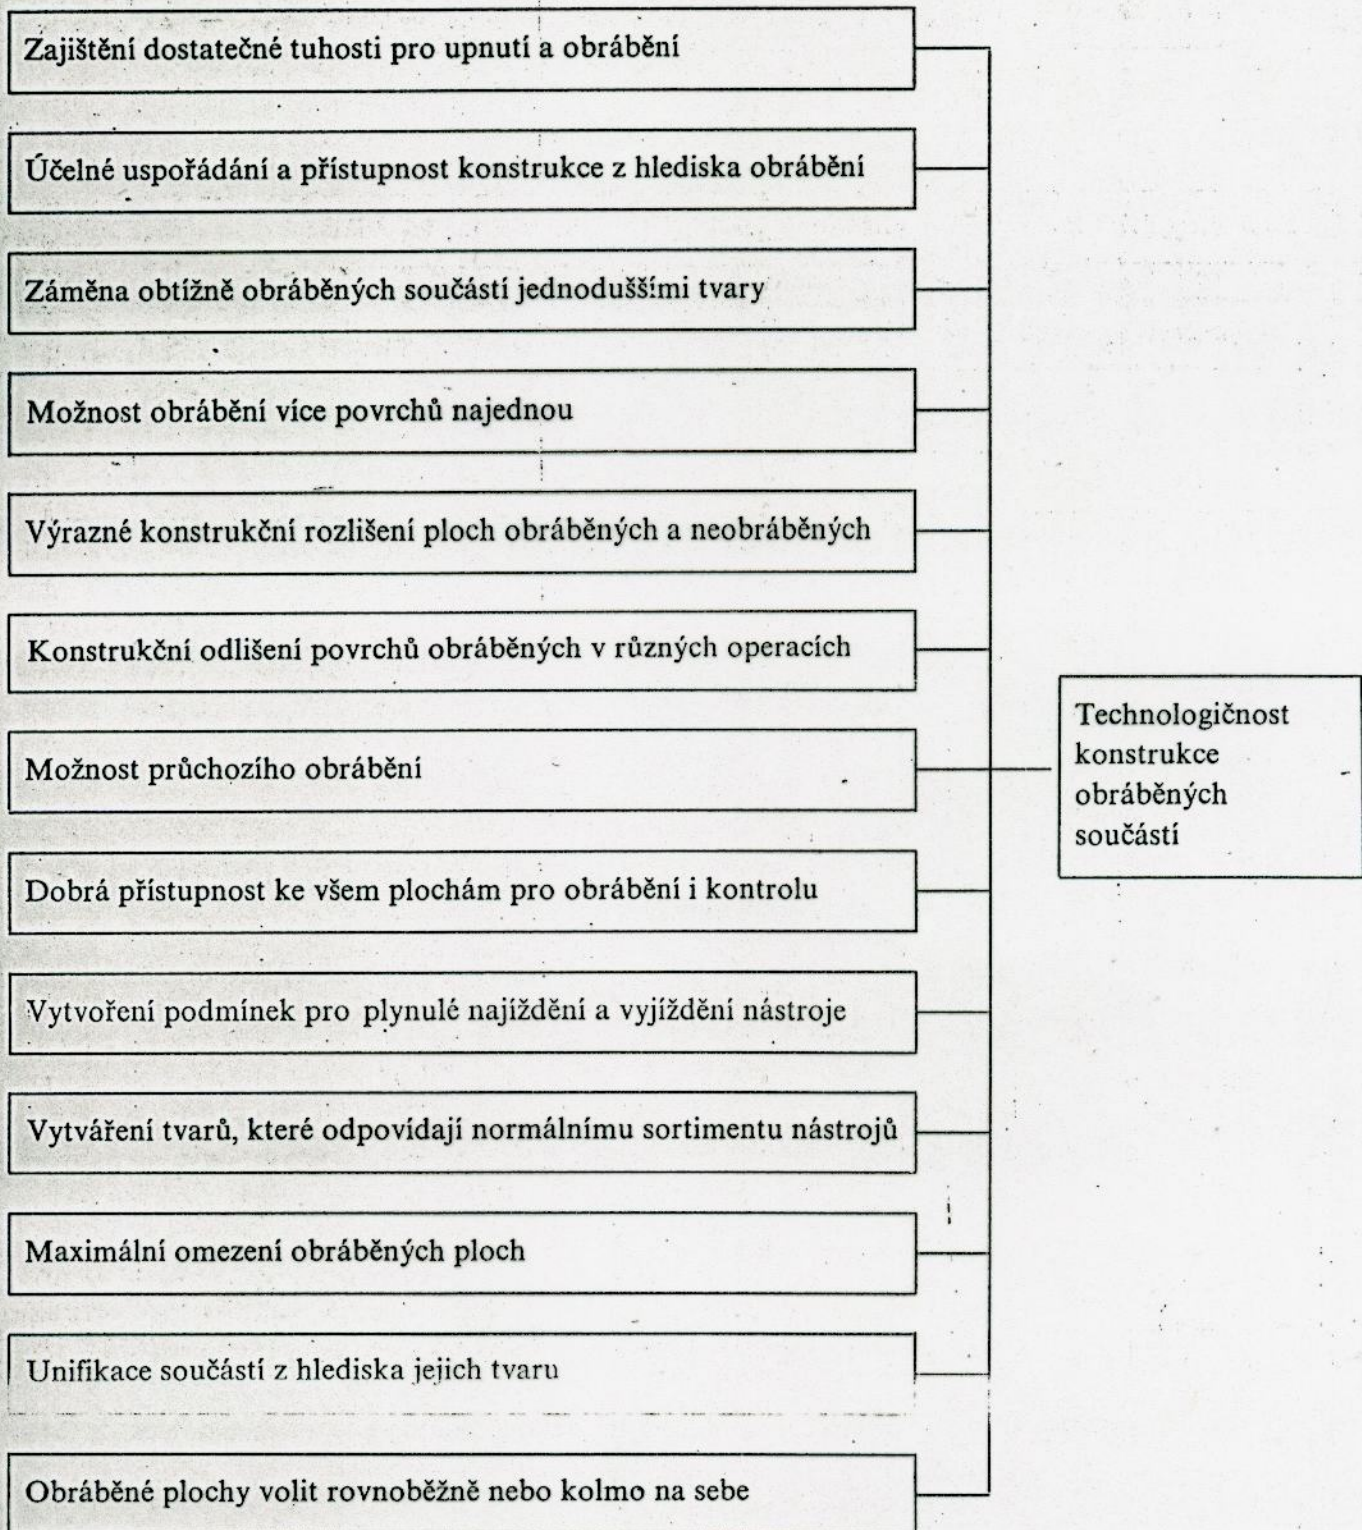 Zajištění dostatečné tuhosti pro upnutí a obrábění
Účelné uspořádání a přístupnost konstrukce z hlediska obrábění
Záměna obtížně obráběných součástí jednoduššími tvary
Možnost obrábění více povrchů najednou
Výrazné konstrukční rozlišení ploch obráběných a neobráběných
Konstrukční odlišení povrchů obráběných v různých operacích
Možnost průchozího obrábění
Dobrá přístupnost ke všem plochám pro obrábění i kontrolu
Vytvoření podmínek pro plynulé najíždění a vyjíždění nástroje
Vytváření tvarů, které odpovídají normálnímu sortimentu nástrojů
Maximální omezení obráběných ploch
Unifikace součástí z hlediska jejich tvaru
Obráběné plochy volit rovnoběžně nebo kolmo na sebe
Technologičnost
konstrukce
obráběných
součástí